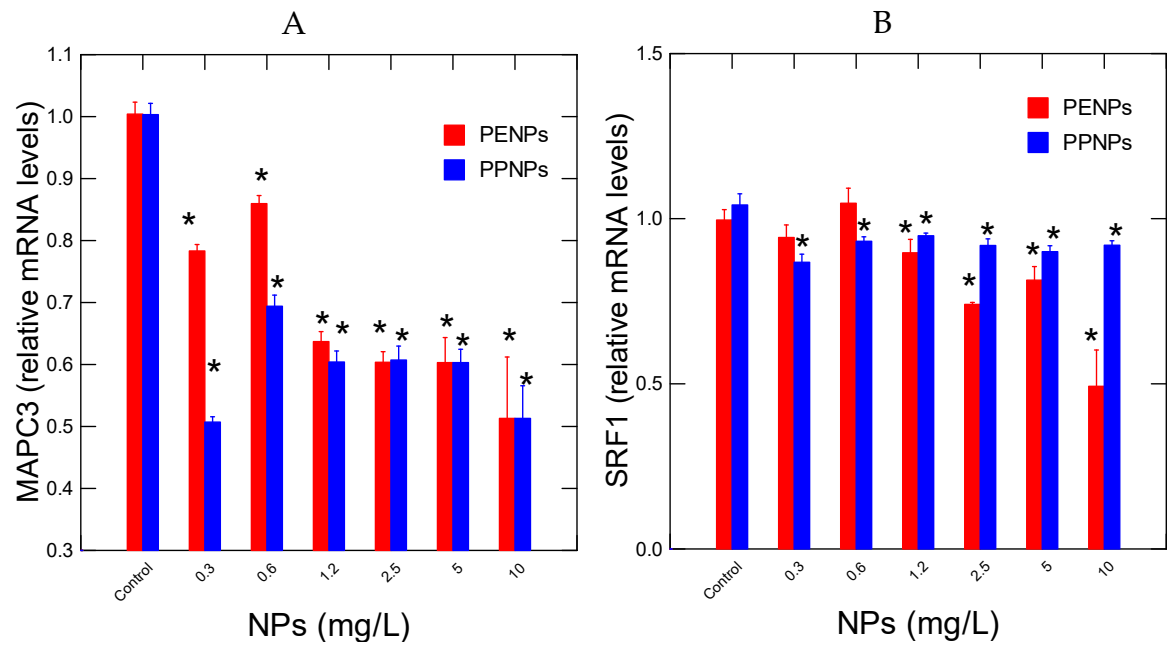 A
MAPC3 (relative mRNA levels)
1.1
1.0
0.9
0.8
0.7
0.6
0.5
0.4
0.3
PENPs
PPNPs
* * * * * * * * * * * *
Control 0.3 0.6 1.2 2.5 5 10
NPs (mg/L)
B
SRF1 (relative mRNA levels)
1.5
1.0
0.5
0.0
PENPs
PPNPs
* * * * * * * * * *
Control 0.3 0.6 1.2 2.5 5 10
NPs (mg/L)